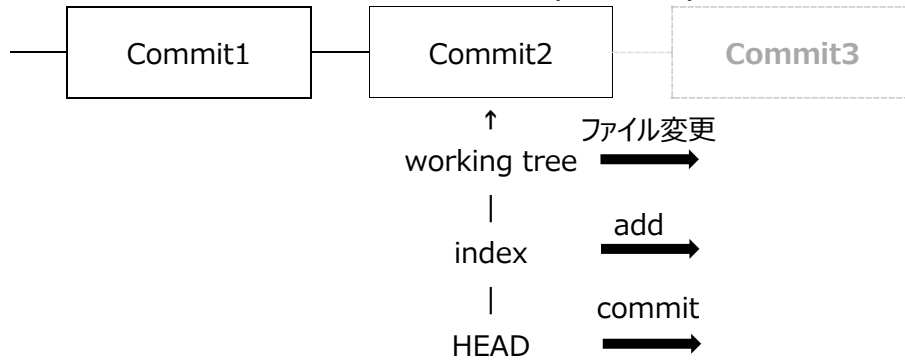 Commit1
Commit2
Commit3
↑
ファイル変更
working tree
|
add
index
|
commit
HEAD